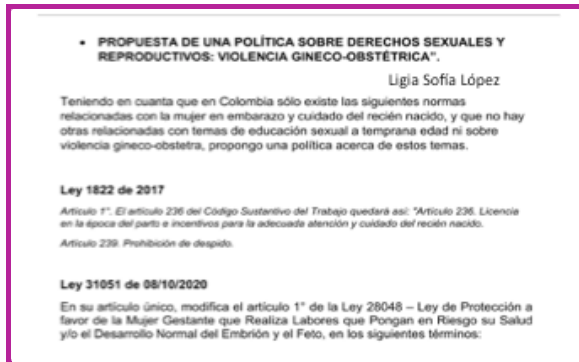 • PROPUESTA DE UNA POLÍTICA SOBRE DERECHOS SEXUALES Y
REPRODUCTIVOS: VIOLENCIA GINECO-OBSTÉTRICA".
Ligia Sofía López
Teniendo en cuenta que en Colombia sólo existe las siguientes normas
relacionadas con la mujer en embarazo y cuidado del recién nacido, y que no hay
otras relacionadas con temas de educación sexual a temprana edad ni sobre
violencia gineco-obstetra, propongo una política acerca de estos temas.
Ley 1822 de 2017
Artículo 1°. El artículo 236 del Código Sustantivo del Trabajo quedará así: "Artículo 236. Licencia
en la época del parto e incentivos para la adecuada atención y cuidado del recién nacido.
Artículo 239. Prohibición de despido.
Ley 31051 de 08/10/2020
En su artículo único, modifica el artículo 1° de la Ley 28048 – Ley de Protección a
favor de la Mujer Gestante que Realiza Labores que Pongan en Riesgo su Salud
y/o el Desarrollo Normal del Embrión y el Feto, en los siguientes términos: